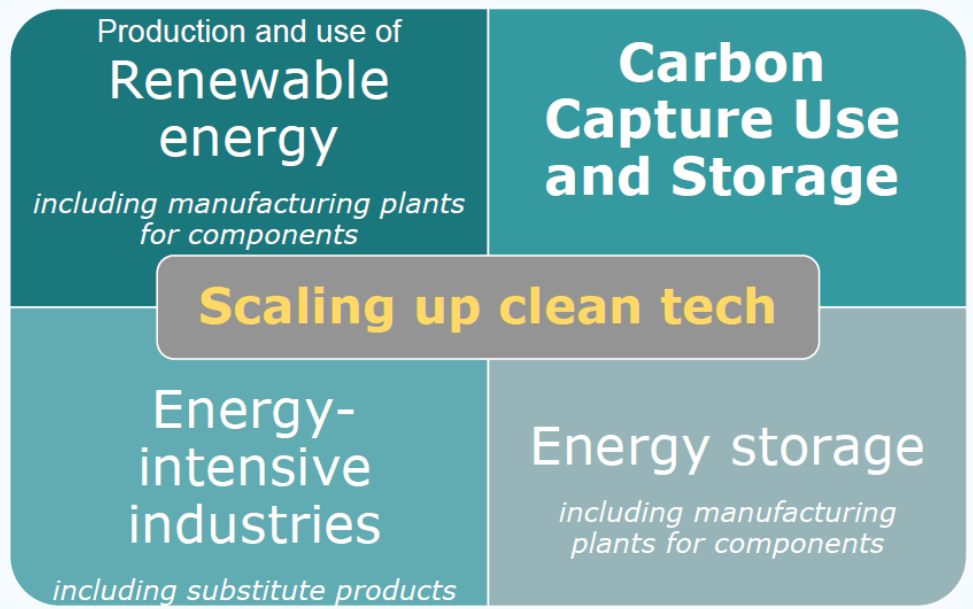 Production and use of
Renewable
energy
including manufacturing plants
for components
Carbon
Capture Use
and Storage
Scaling up clean tech
Energy-
intensive
industries
including substitute products
Energy storage
including manufacturing
plants for components